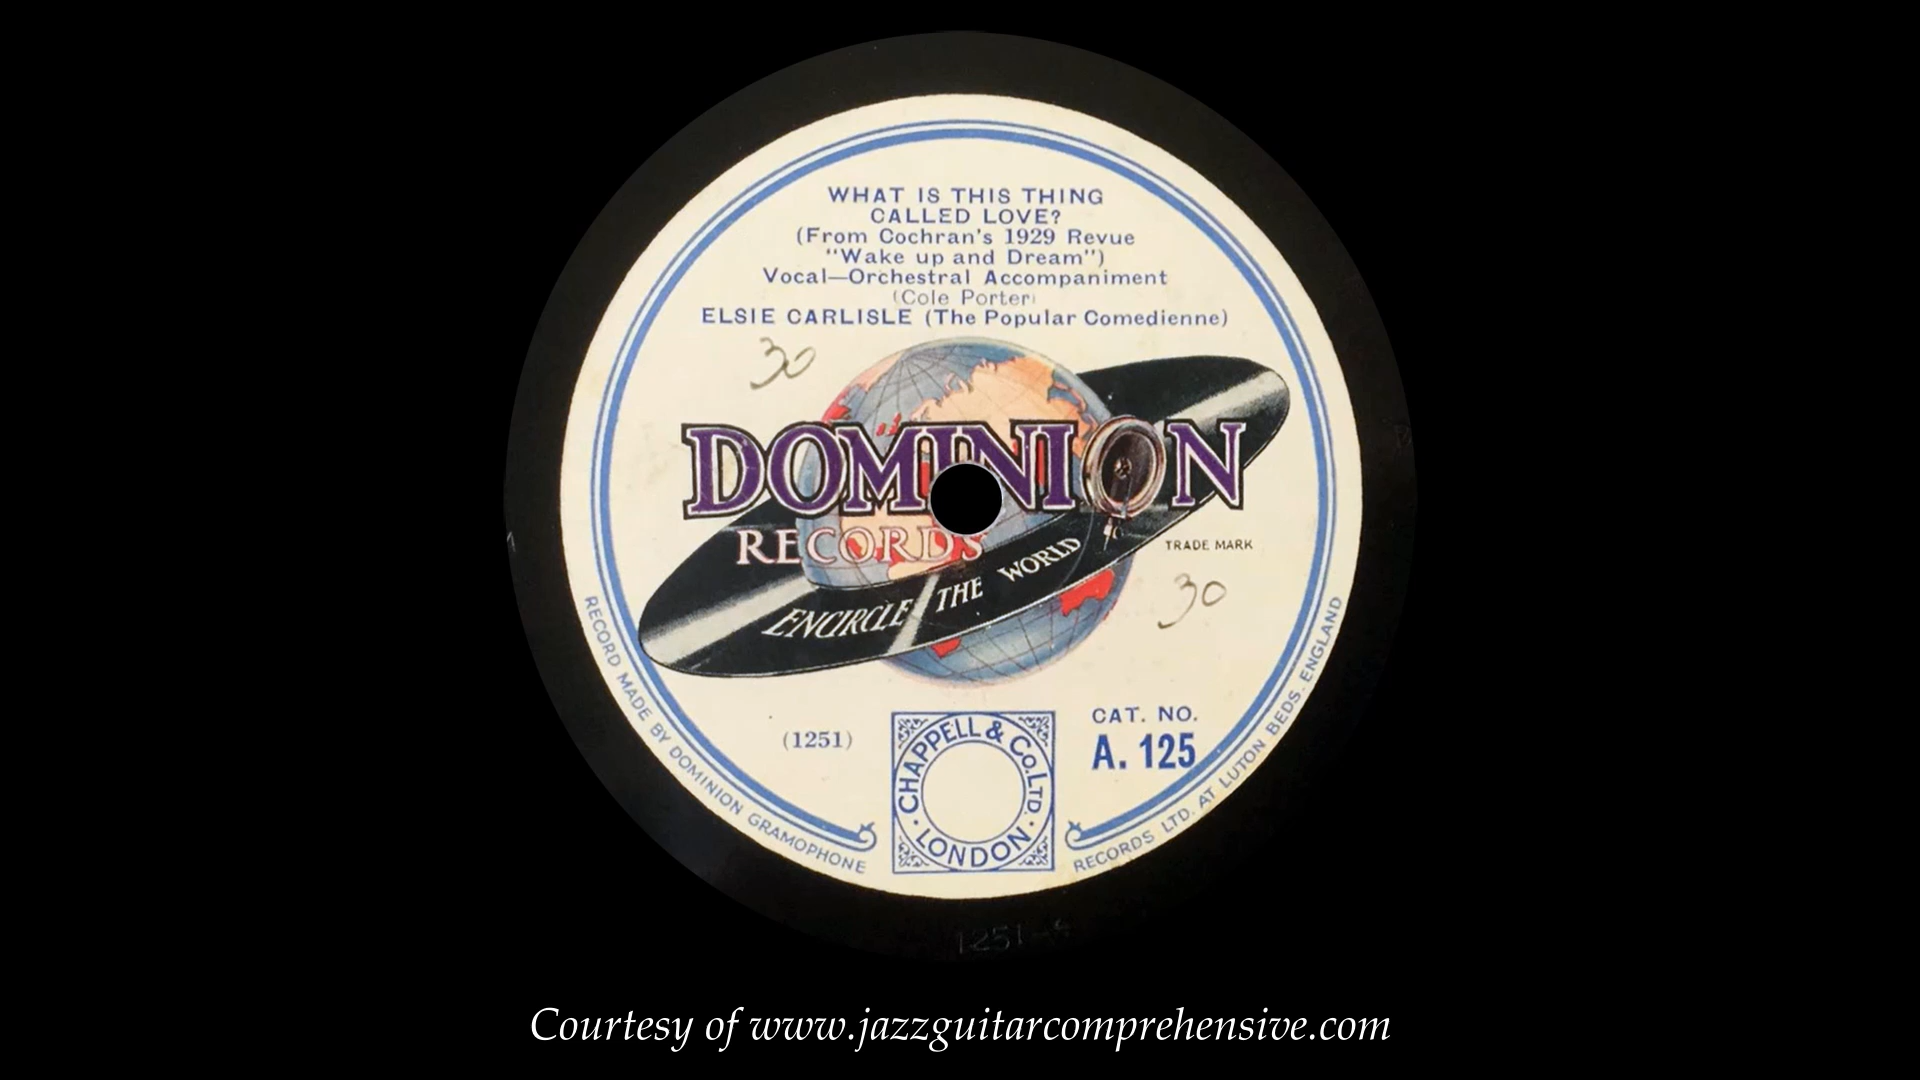 WHAT IS THIS THING
CALLED LOVE?
(From Cochran's 1929 Revue
"Wake up and Dream")
Vocal—Orchestral Accompaniment
(Cole Porter)
ELSIE CARLISLE (The Popular Comedienne)
30
DOMINION
RECORDS
ENCIRCLE THE WORLD
TRADE MARK
30
(1251)
CHAPPELL & CO. LTD.
· LONDON ·
CAT. NO.
A. 125
RECORD MADE BY DOMINION GRAMOPHONE
RECORDS LTD. AT LUTON BEDS. ENGLAND
Courtesy of www.jazzguitarcomprehensive.com